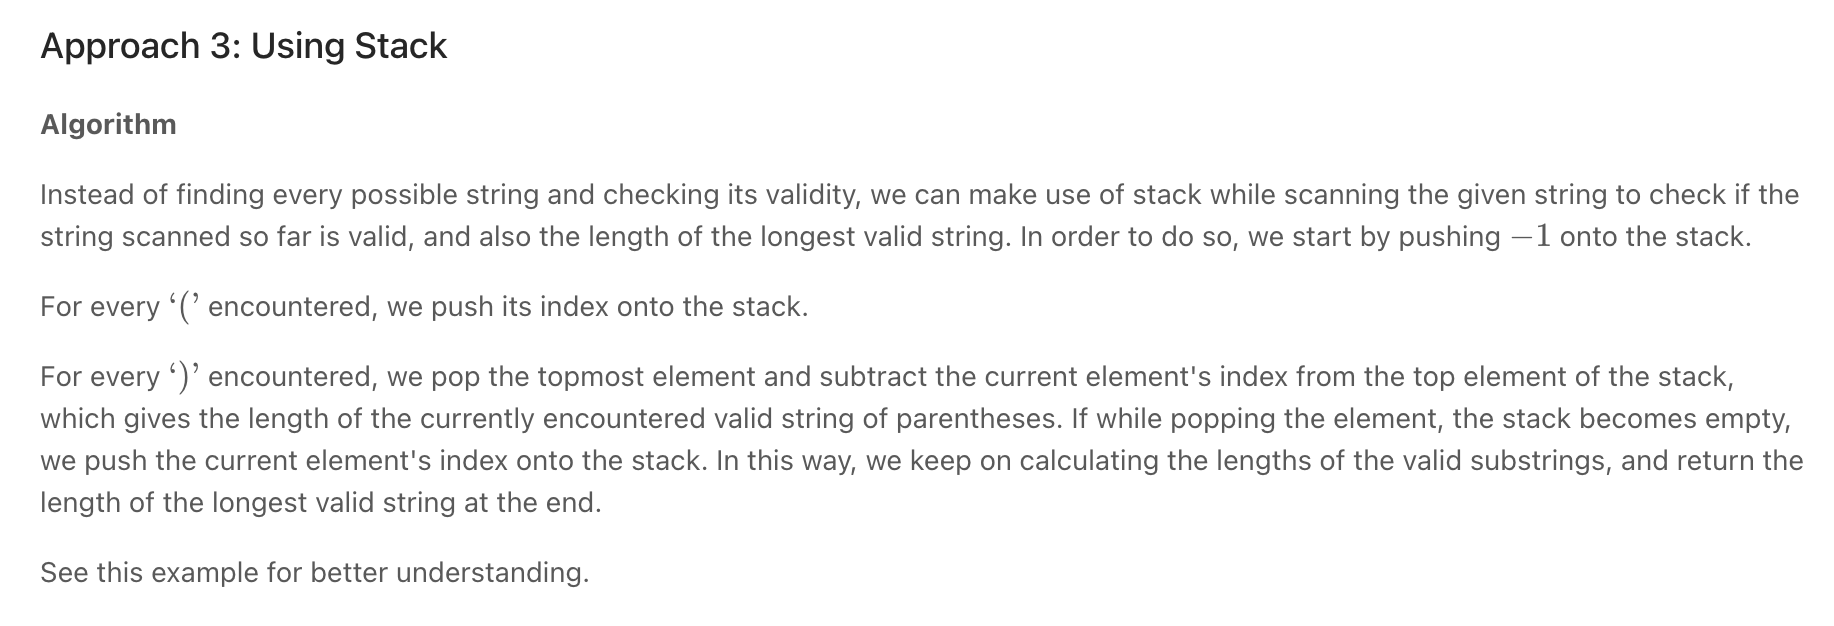 Approach 3: Using Stack
Algorithm
Instead of finding every possible string and checking its validity, we can make use of stack while scanning the given string to check if the
string scanned so far is valid, and also the length of the longest valid string. In order to do so, we start by pushing −1 onto the stack.
For every ‘(’ encountered, we push its index onto the stack.
For every ‘)’ encountered, we pop the topmost element and subtract the current element's index from the top element of the stack,
which gives the length of the currently encountered valid string of parentheses. If while popping the element, the stack becomes empty,
we push the current element's index onto the stack. In this way, we keep on calculating the lengths of the valid substrings, and return the
length of the longest valid string at the end.
See this example for better understanding.